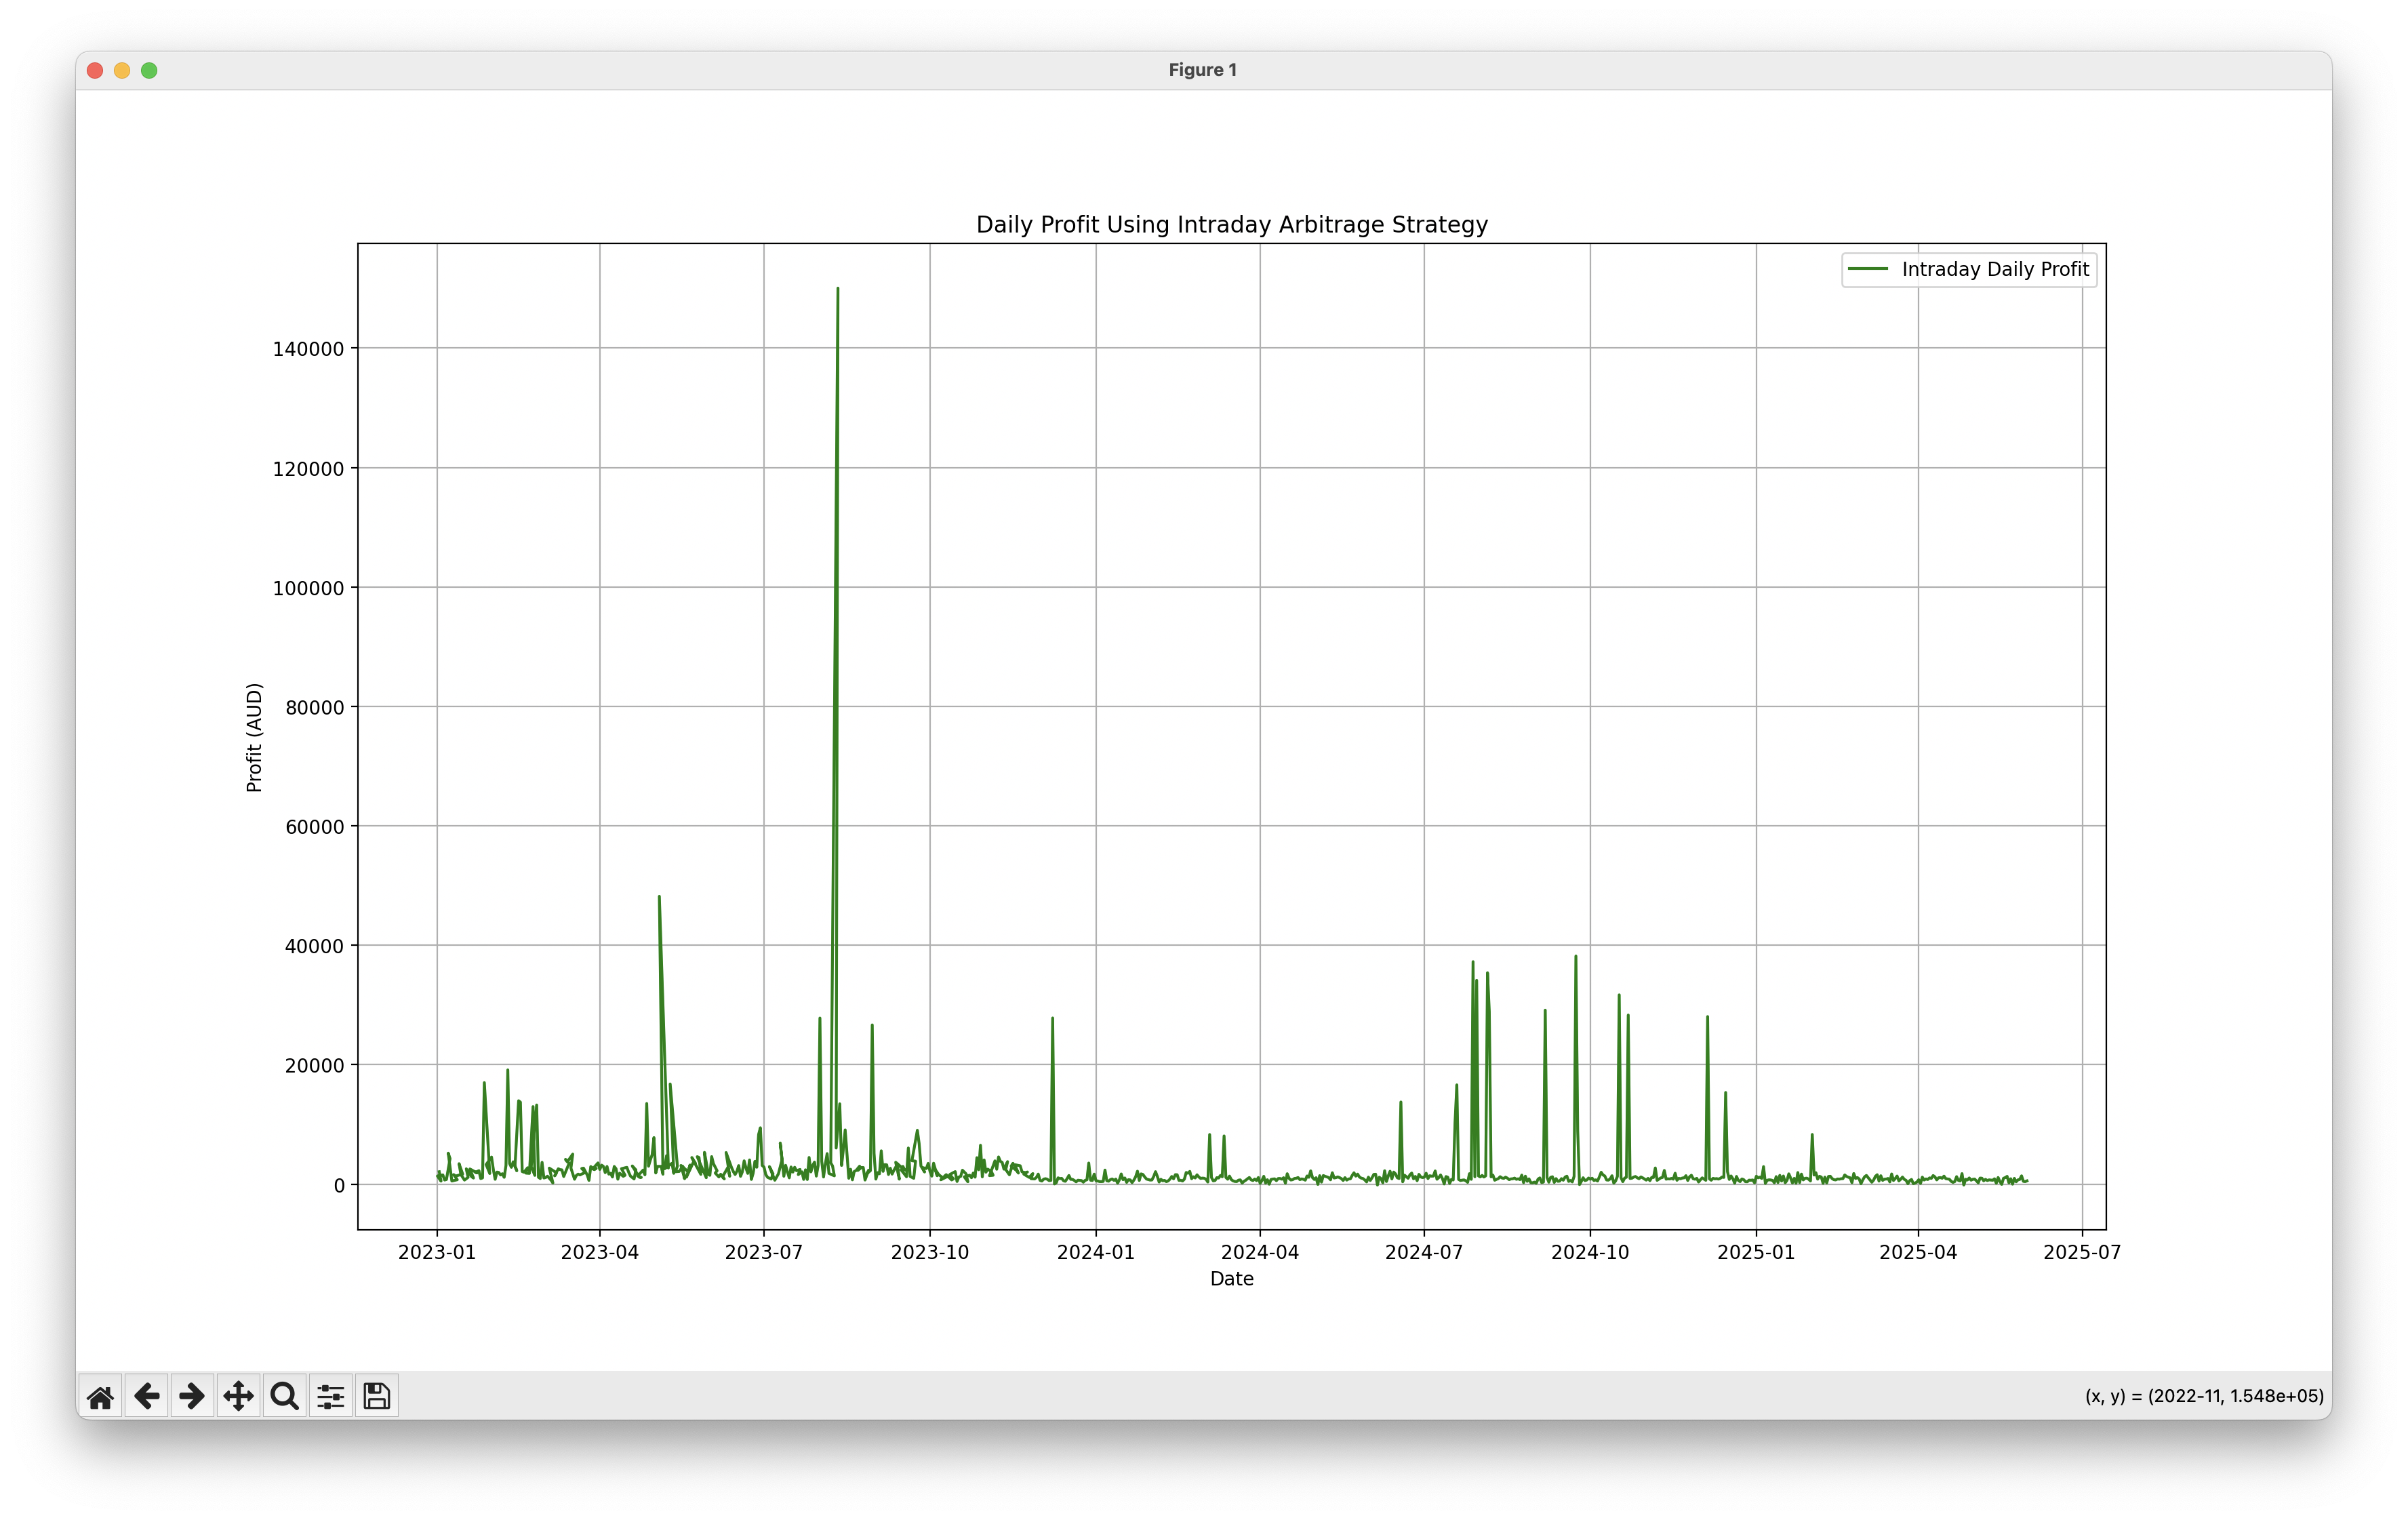 Figure 1
Daily Profit Using Intraday Arbitrage Strategy
Intraday Daily Profit
140000
120000
100000
80000
60000
40000
20000
0
Profit (AUD)
2023-01 2023-04 2023-07 2023-10 2024-01 2024-04 2024-07 2024-10 2025-01 2025-04 2025-07
Date
(x, y) = (2022-11, 1.548e+05)